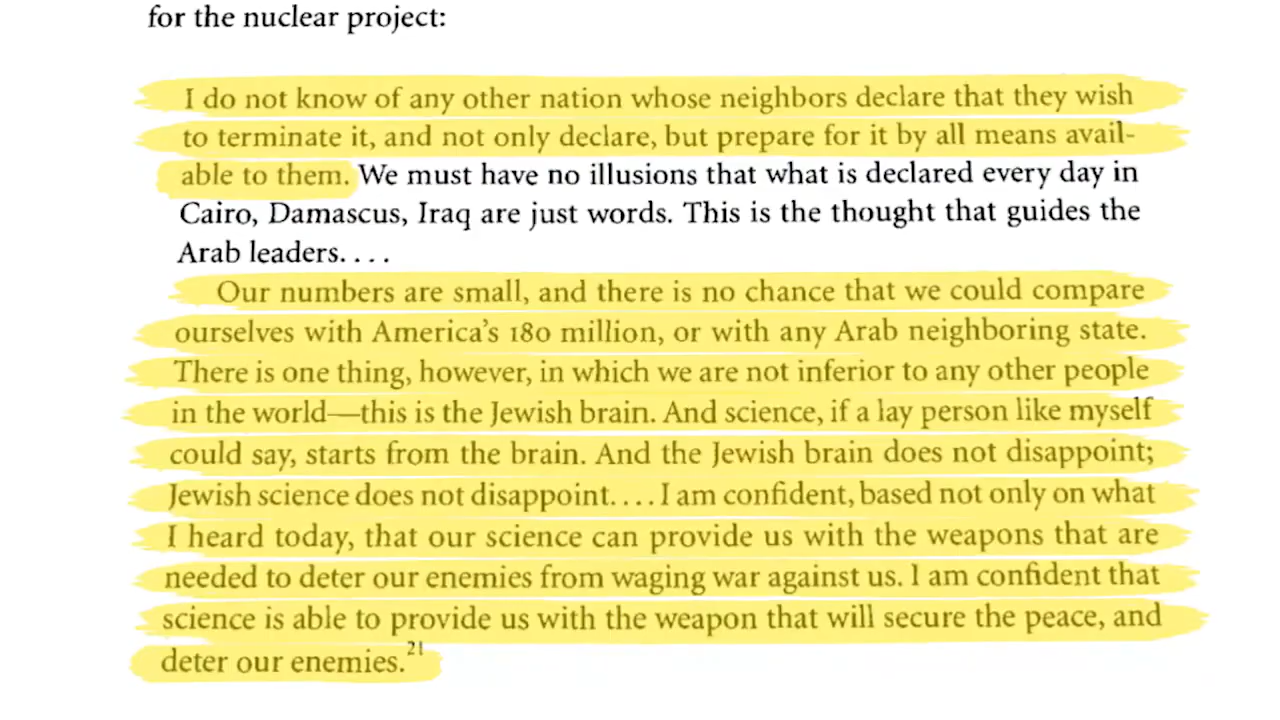 for the nuclear project:
I do not know of any other nation whose neighbors declare that they wish
to terminate it, and not only declare, but prepare for it by all means avail-
able to them. We must have no illusions that what is declared every day in
Cairo, Damascus, Iraq are just words. This is the thought that guides the
Arab leaders. . . .
Our numbers are small, and there is no chance that we could compare
ourselves with America's 180 million, or with any Arab neighboring state.
There is one thing, however, in which we are not inferior to any other people
in the world—this is the Jewish brain. And science, if a lay person like myself
could say, starts from the brain. And the Jewish brain does not disappoint;
Jewish science does not disappoint. . . . I am confident, based not only on what
I heard today, that our science can provide us with the weapons that are
needed to deter our enemies from waging war against us. I am confident that
science is able to provide us with the weapon that will secure the peace, and
deter our enemies.21